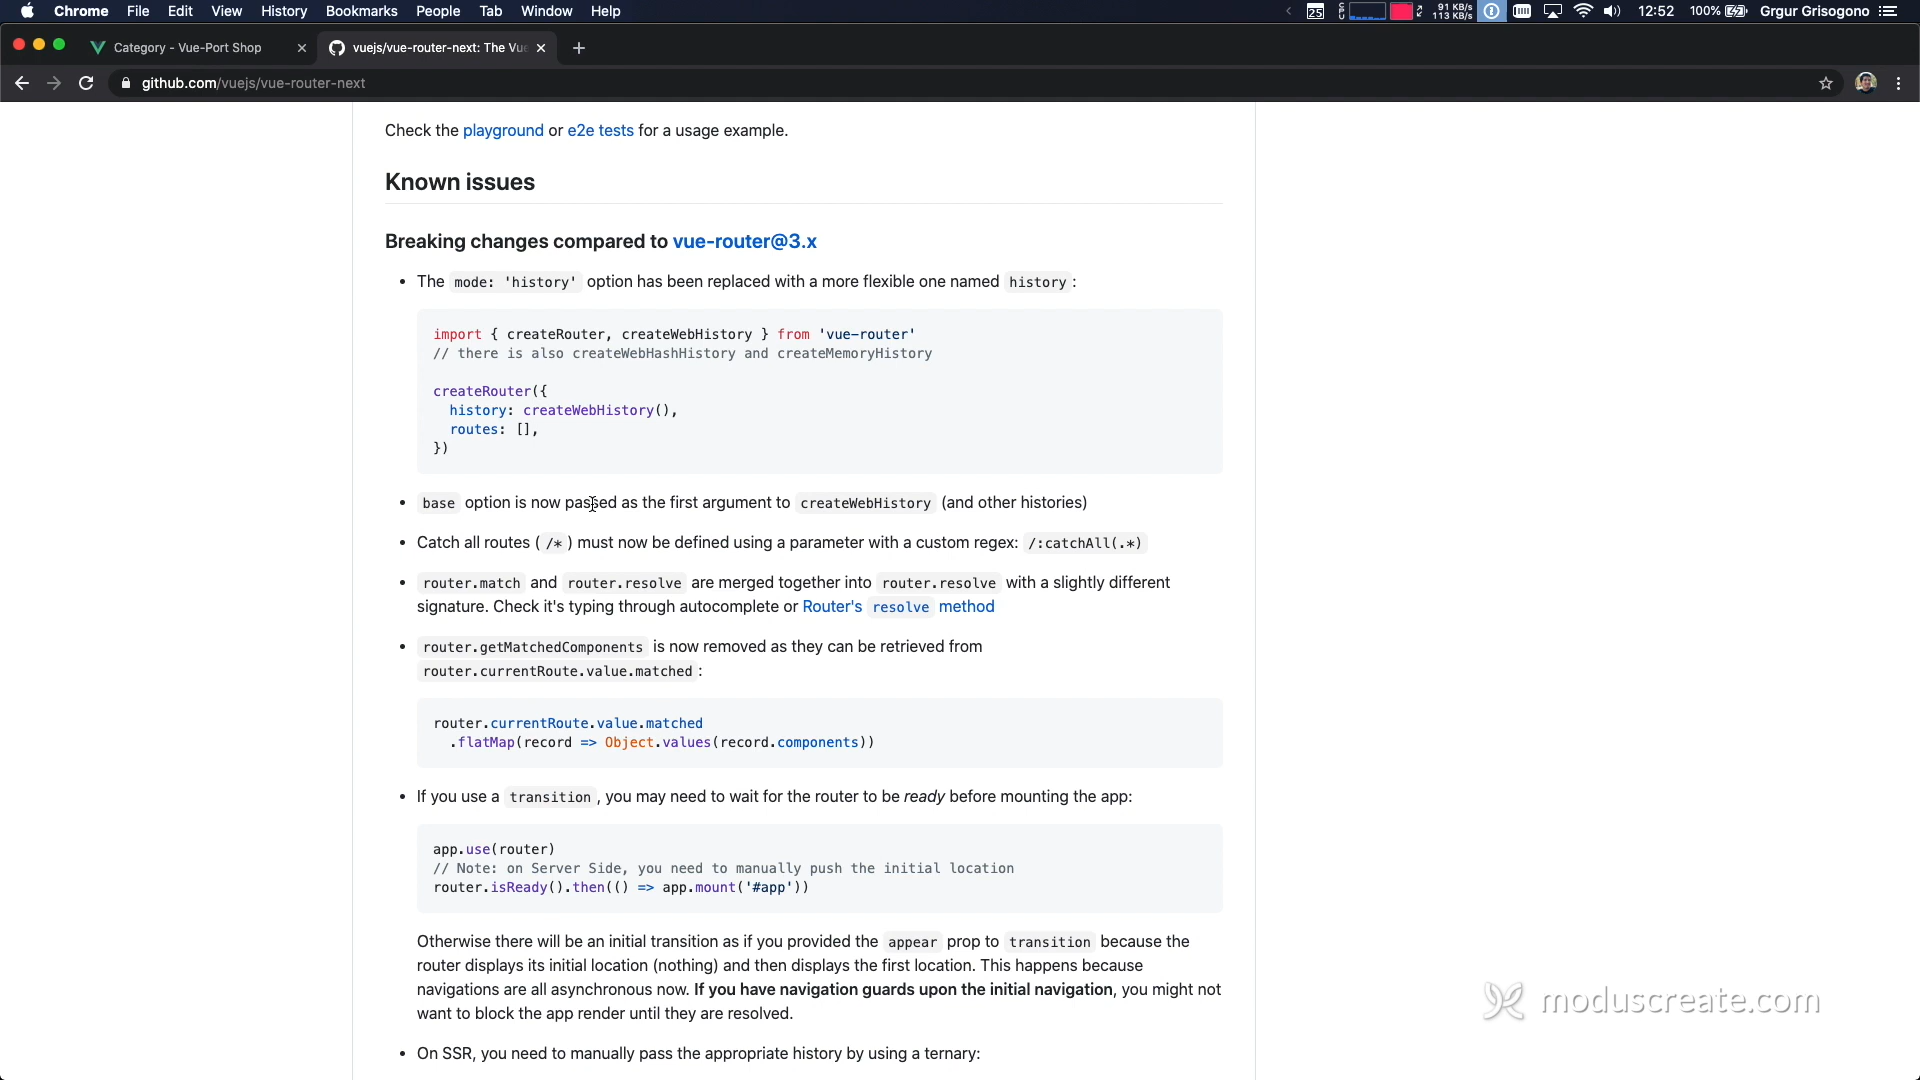 Chrome File Edit View History Bookmarks People Tab Window Help 25 91 KB/s 113 KB/s 12:52 100% Grgur Grisogono
Category - Vue-Port Shop vuejs/vue-router-next: The Vue
github.com/vuejs/vue-router-next
Check the playground or e2e tests for a usage example.
Known issues
Breaking changes compared to vue-router@3.x
• The mode: 'history' option has been replaced with a more flexible one named history :
import { createRouter, createWebHistory } from 'vue-router'
// there is also createWebHashHistory and createMemoryHistory
createRouter({
history: createWebHistory(),
routes: [],
})
• base option is now passed as the first argument to createWebHistory (and other histories)
• Catch all routes ( /* ) must now be defined using a parameter with a custom regex: /:catchAll(.*)
• router.match and router.resolve are merged together into router.resolve with a slightly different
signature. Check it's typing through autocomplete or Router's resolve method
• router.getMatchedComponents is now removed as they can be retrieved from
router.currentRoute.value.matched :
router.currentRoute.value.matched
.flatMap(record => Object.values(record.components))
• If you use a transition , you may need to wait for the router to be ready before mounting the app:
app.use(router)
// Note: on Server Side, you need to manually push the initial location
router.isReady().then(() => app.mount('#app'))
Otherwise there will be an initial transition as if you provided the appear prop to transition because the
router displays its initial location (nothing) and then displays the first location. This happens because
navigations are all asynchronous now. If you have navigation guards upon the initial navigation, you might not
want to block the app render until they are resolved.
moduscreate.com
• On SSR, you need to manually pass the appropriate history by using a ternary: